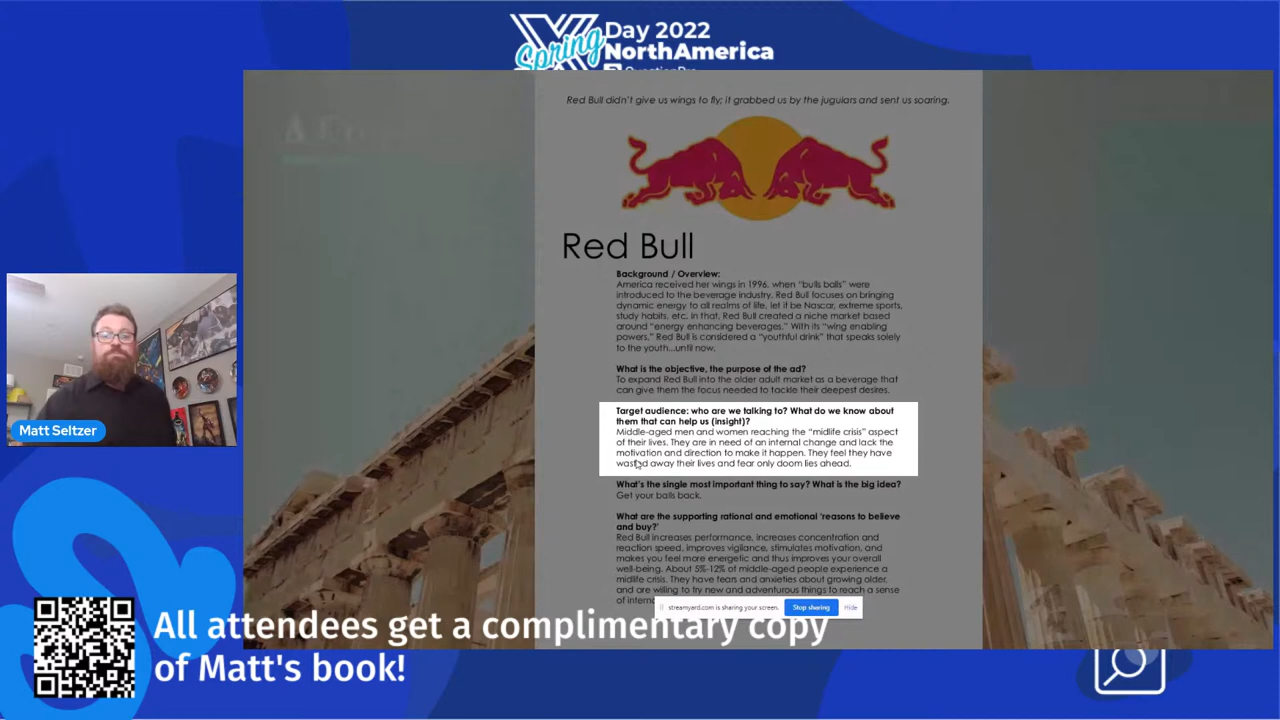 Spring
Day 2022
NorthAmerica
QuestionPro
Red Bull didn't give us wings to fly; it grabbed us by the jugulars and sent us soaring.
Red Bull
Background / Overview:
America received her wings in 1996, when "bulls balls" were
introduced to the beverage industry. Red Bull focuses on bringing
dynamic energy to all realms of life, let it be Nascar, extreme sports,
study habits, etc. In that, Red Bull created a niche market based
around "energy enhancing beverages." With its "wing enabling
powers," Red Bull is considered a "youthful drink" that speaks solely
to the youth...until now.
What is the objective, the purpose of the ad?
To expand Red Bull into the older adult market as a beverage that
can give them the focus needed to tackle their deepest desires.
Target audience: who are we talking to? What do we know about
them that can help us (insight)?
Middle-aged men and women reaching the "midlife crisis" aspect
of their lives. They are in need of an internal change and lack the
motivation and direction to make it happen. They feel they have
wasted away their lives and fear only doom lies ahead.
What's the single most important thing to say? What is the big idea?
Get your balls back.
What are the supporting rational and emotional 'reasons to believe
and buy?'
Red Bull increases performance, increases concentration and
reaction speed, improves vigilance, stimulates motivation, and
makes you feel more energetic and thus improves your overall
well-being. About 5%-12% of middle-aged people experience a
midlife crisis. They have fears and anxieties about growing older,
and are willing to try new and adventurous things to reach a sense
of
streamyard.com is sharing your screen.
Stop sharing
Hide
Matt Seltzer
All attendees get a complimentary copy
of Matt's book!